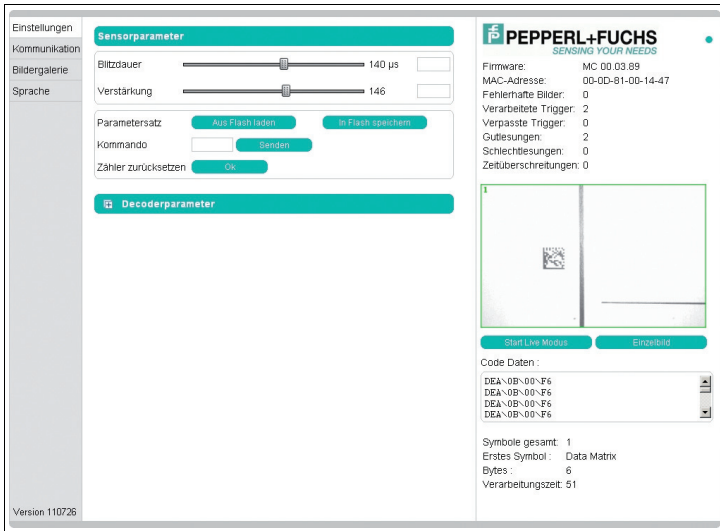 Einstellungen
Kommunikation
Bildergalerie
Sprache
Version 110726
Sensorparameter
Blitzdauer 140 µs
Verstärkung 146
Parametersatz Aus Flash laden In Flash speichern
Kommando Senden
Zähler zurücksetzen Ok
Decoderparameter
PEPPERL+FUCHS
SENSING YOUR NEEDS
Firmware: MC 00.03.89
MAC-Adresse: 00-0D-81-00-14-47
Fehlerhafte Bilder: 0
Verarbeitete Trigger: 2
Verpasste Trigger: 0
Gutlesungen: 2
Schlechtlesungen: 0
Zeitüberschreitungen: 0
1
Start Live Modus Einzelbild
Code Daten :
DEA\0B\00\F6
DEA\0B\00\F6
DEA\0B\00\F6
DEA\0B\00\F6
Symbole gesamt: 1
Erstes Symbol : Data Matrix
Bytes : 6
Verarbeitungszeit: 51